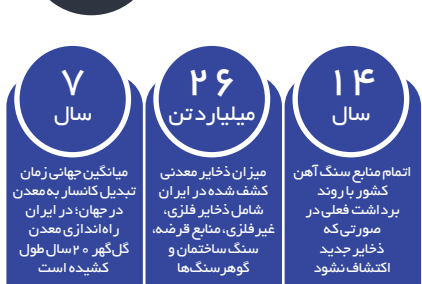 ۱۴
سال
اتمام منابع سنگ آهن
کشور با روند
برداشت فعلی در
صورتی که
ذخایر جدید
اکتشاف نشود
۲۶
میلیارد تن
میزان ذخایر معدنی
کشف شده در ایران
شامل ذخایر فلزی،
غیرفلزی، منابع قرضه،
سنگ ساختمان و
گوهرسنگ‌ها
۷
سال
میانگین جهانی زمان
تبدیل کانسار به معدن
در جهان؛ در ایران
راه‌اندازی معدن
گل‌گهر ۲۰ سال طول
کشیده است